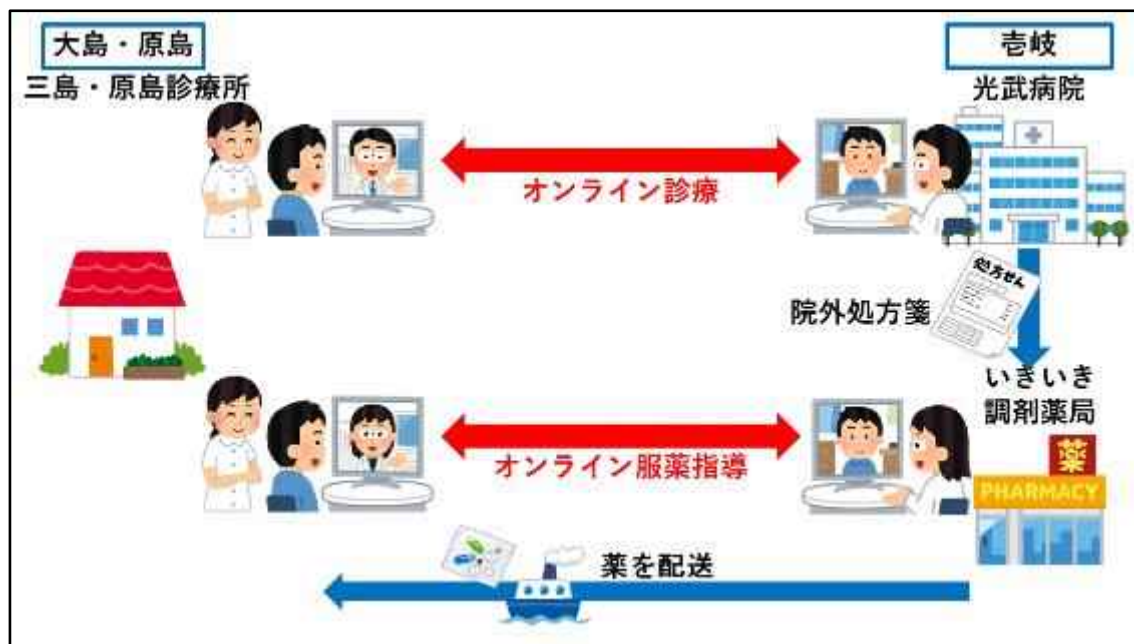 大島・原島
三島・原島診療所
壱岐
光武病院
オンライン診療
処方せん
院外処方箋
いきいき
調剤薬局
オンライン服薬指導
薬
PHARMACY
薬を配送